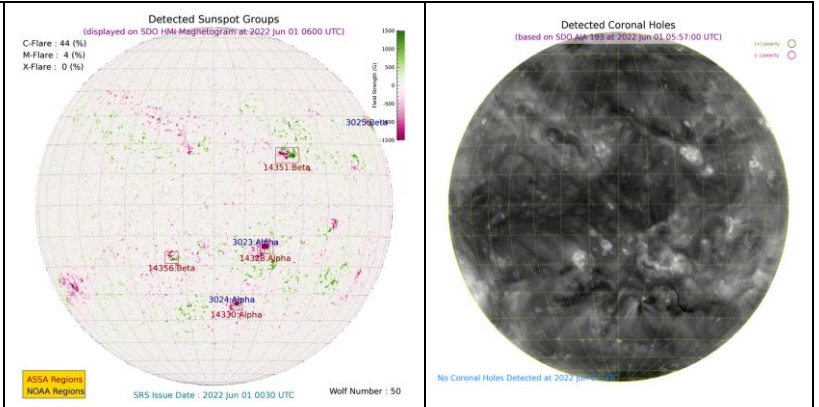 Detected Sunspot Groups
(displayed on SDO HMI Magnetogram at 2022 Jun 01 0600 UTC)
C-Flare : 44 (%)
M-Flare : 4 (%)
X-Flare : 0 (%)
1500
1000
500
0
-500
-1500
Field Strength (G)
3025:Beta
14351:Beta
3023:Alpha
14328:Alpha
14356:Beta
3024:Alpha
14330:Alpha
ASSA Regions
NOAA Regions
SRS Issue Date : 2022 Jun 01 0030 UTC
Wolf Number : 50
Detected Coronal Holes
(based on SDO AIA 193 at 2022 Jun 01 05:57:00 UTC)
(+) polarity
(-) polarity
No Coronal Holes Detected at 2022 Jun